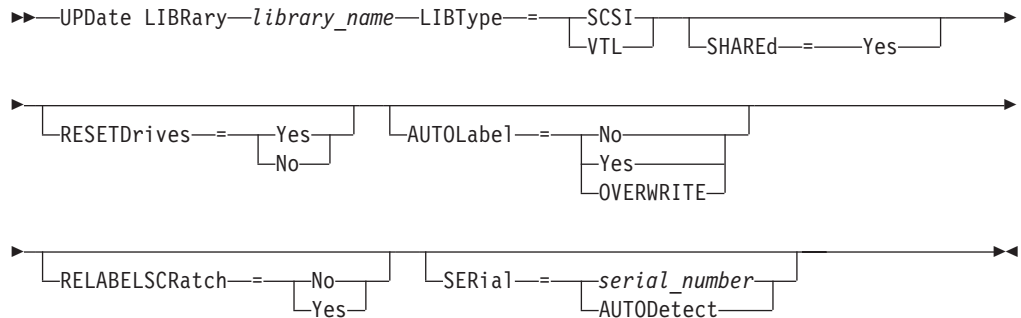 UPDate LIBRary library_name LIBType = SCSI
VTL
SHAREd = Yes
RESETDrives = Yes
No
AUTOLabel = No
Yes
OVERWRITE
RELABELSCRatch = No
Yes
SERial = serial_number
AUTODetect